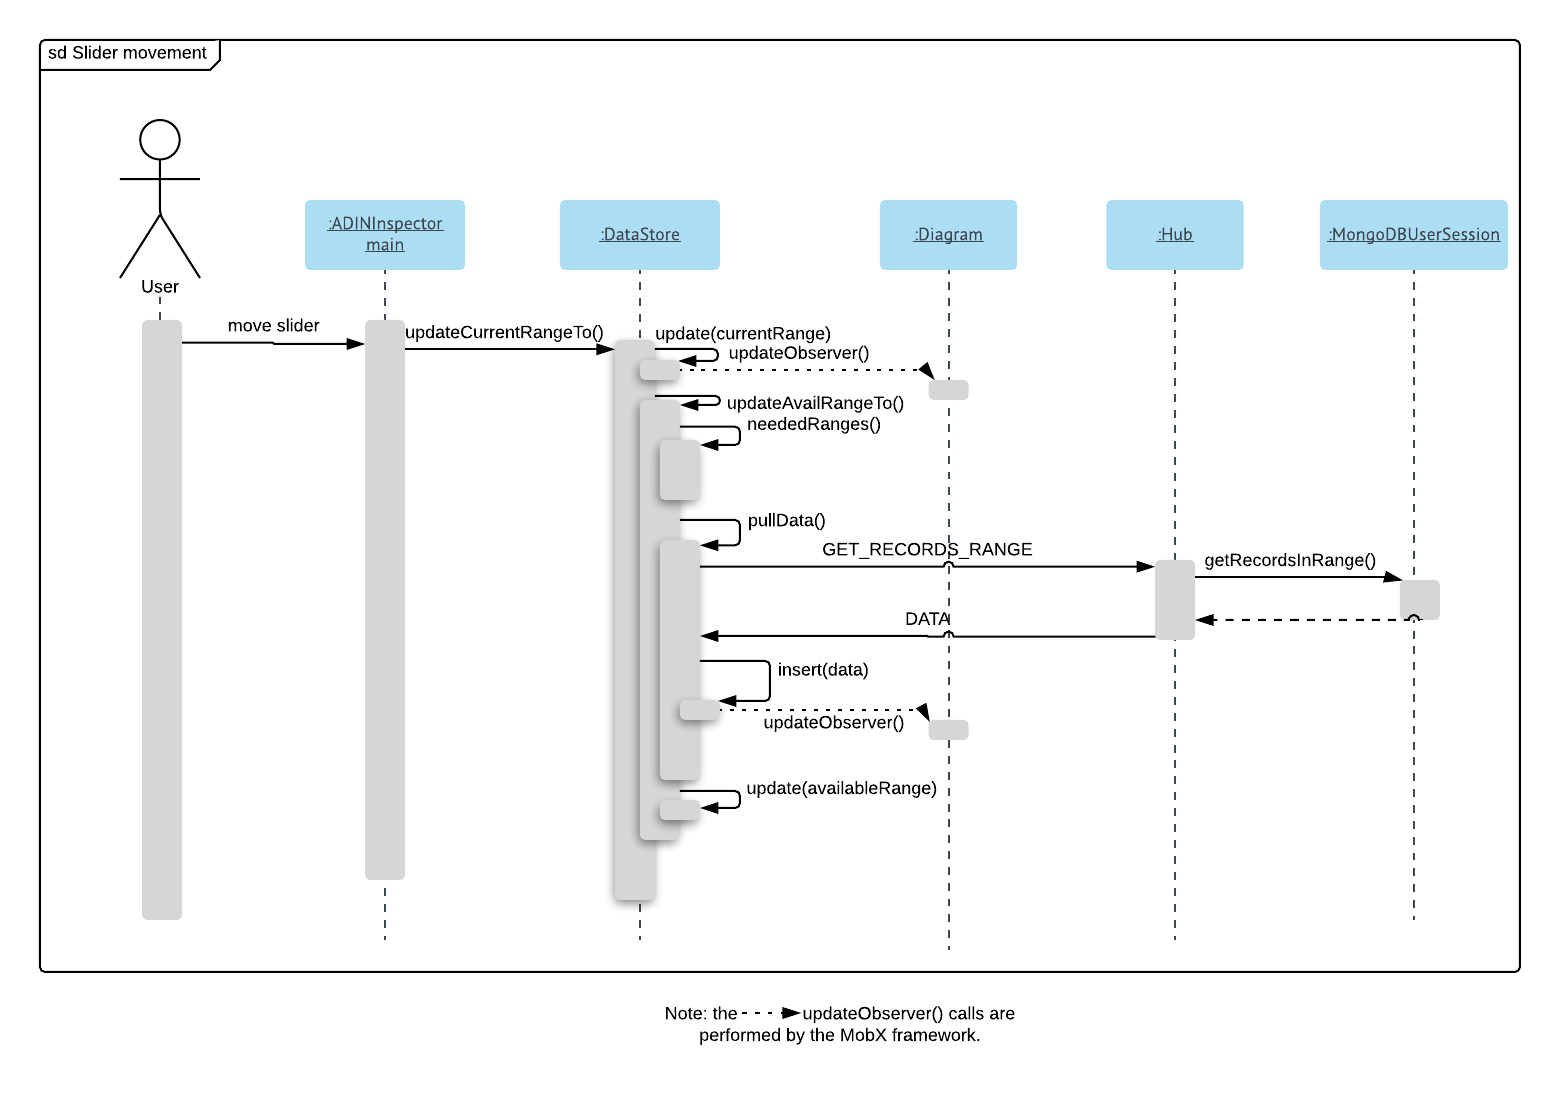 sd Slider movement
User
:ADINInspector
main
:DataStore
:Diagram
:Hub
:MongoDBUserSession
move slider
updateCurrentRangeTo()
update(currentRange)
updateObserver()
updateAvailRangeTo()
neededRanges()
pullData()
GET_RECORDS_RANGE
getRecordsInRange()
DATA
insert(data)
updateObserver()
update(availableRange)
Note: the updateObserver() calls are
performed by the MobX framework.